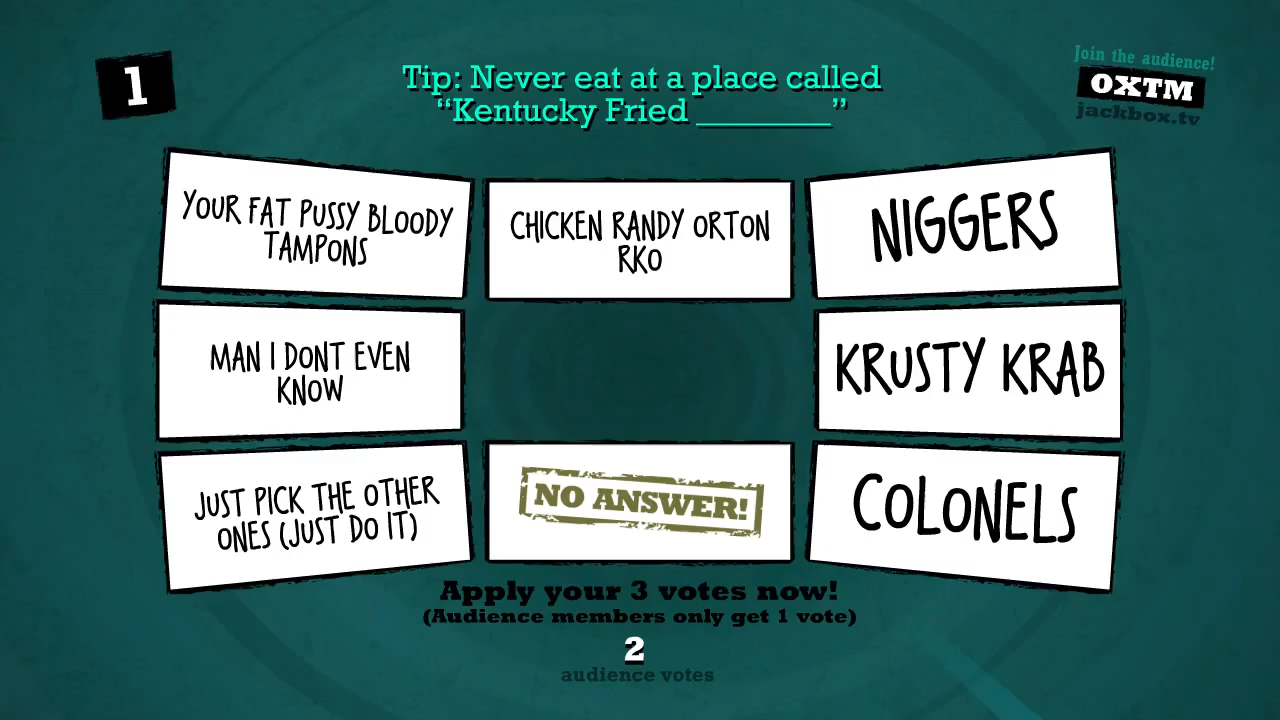 1
Tip: Never eat at a place called
“Kentucky Fried ________”
Join the audience!
OXTM
jackbox.tv
YOUR FAT PUSSY BLOODY
TAMPONS
CHICKEN RANDY ORTON
RKO
NIGGERS
MAN I DONT EVEN
KNOW
KRUSTY KRAB
JUST PICK THE OTHER
ONES (JUST DO IT)
NO ANSWER!
COLONELS
Apply your 3 votes now!
(Audience members only get 1 vote)
2
audience votes